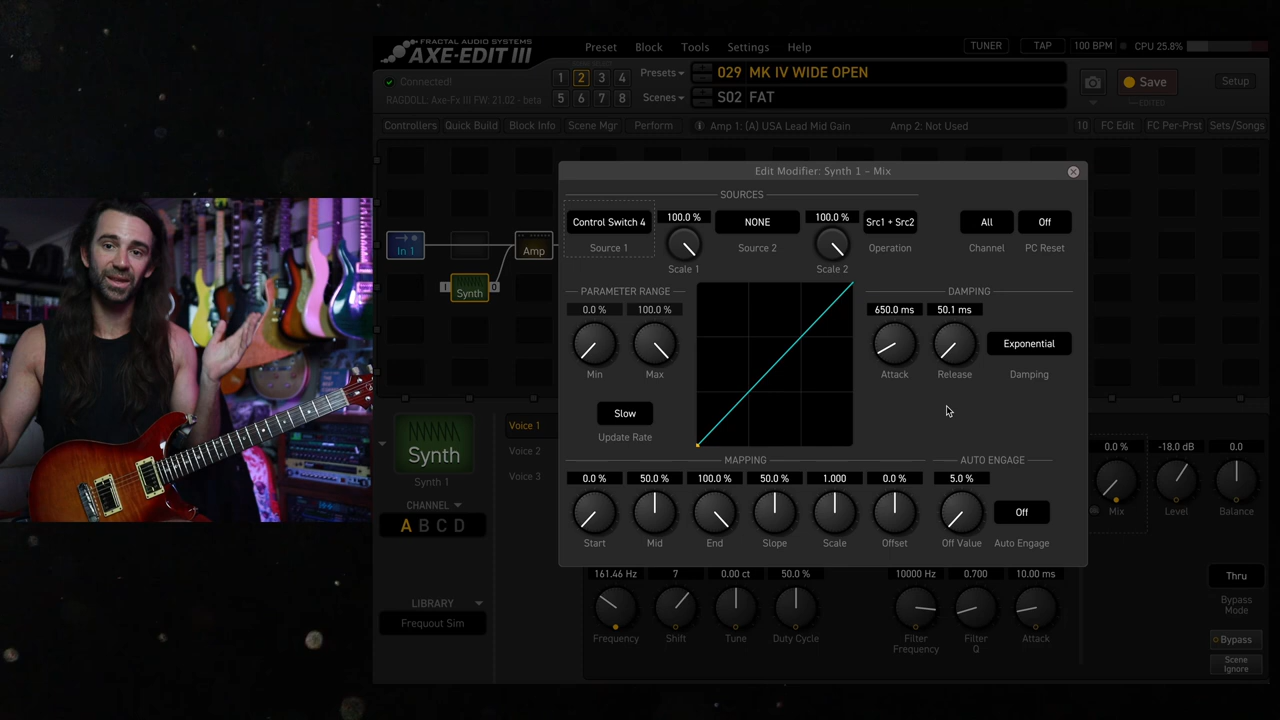 FRACTAL AUDIO SYSTEMS
AXE-EDIT III
Preset Block Tools Settings Help
TUNER TAP 100 BPM CPU 25.8%
Connected!
RAGDOLL: Axe-Fx III FW: 21.02 - beta
1 2 3 4
5 6 7 8
Presets 029 MK IV WIDE OPEN
Scenes S02 FAT
Save
EDITED
Setup
Controllers Quick Build Block Info Scene Mgr Perform Amp 1: (A) USA Lead Mid Gain Amp 2: Not Used 10 FC Edit FC Per-Prst Sets/Songs
In 1
Amp
I Synth O
Edit Modifier: Synth 1 - Mix
SOURCES
Control Switch 4 100.0 % NONE 100.0 % Src1 + Src2 All Off
Source 1 Scale 1 Source 2 Scale 2 Operation Channel PC Reset
PARAMETER RANGE
0.0 % 100.0 %
Min Max
Slow
Update Rate
DAMPING
650.0 ms 50.1 ms Exponential
Attack Release Damping
MAPPING
0.0 % 50.0 % 100.0 % 50.0 % 1.000 0.0 %
Start Mid End Slope Scale Offset
AUTO ENGAGE
5.0 % Off
Off Value Auto Engage
Synth
Synth 1
CHANNEL
A B C D
LIBRARY
Frequout Sim
Voice 1
Voice 2
Voice 3
0.0 % -18.0 dB 0.0
Mix Level Balance
161.46 Hz 7 0.00 ct 50.0 % 10000 Hz 0.700 10.00 ms
Frequency Shift Tune Duty Cycle Filter Frequency Filter Q Attack
Thru
Bypass Mode
Bypass
Scene Ignore